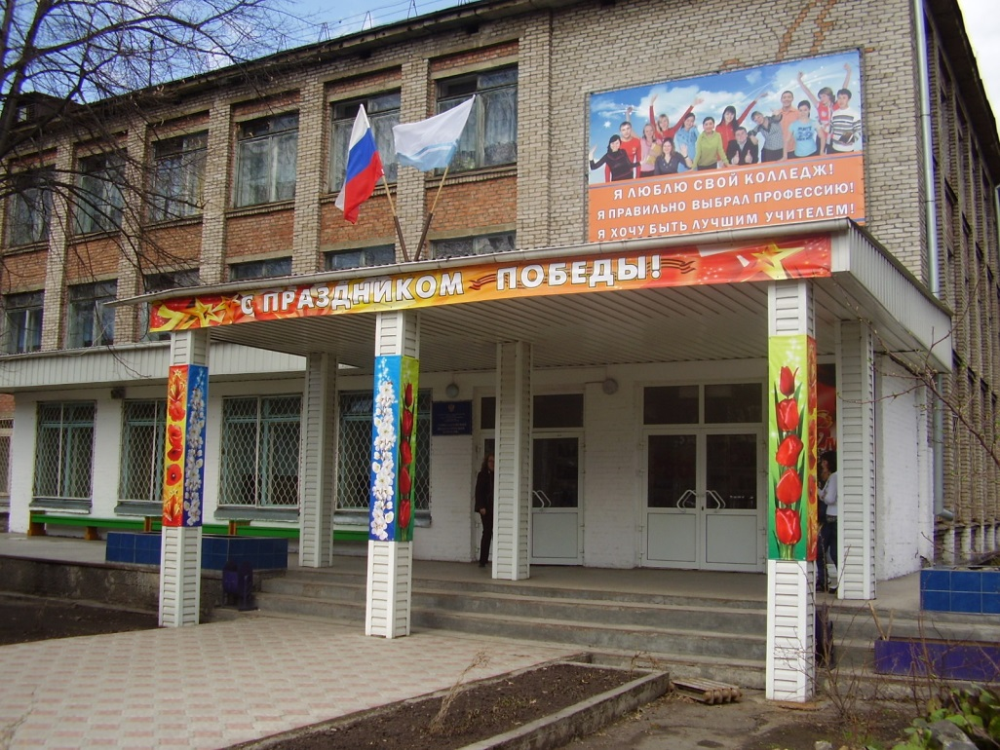 Я ЛЮБЛЮ СВОЙ КОЛЛЕДЖ!
Я ПРАВИЛЬНО ВЫБРАЛ ПРОФЕССИЮ!
Я ХОЧУ БЫТЬ ЛУЧШИМ УЧИТЕЛЕМ!
С ПРАЗДНИКОМ ПОБЕДЫ!